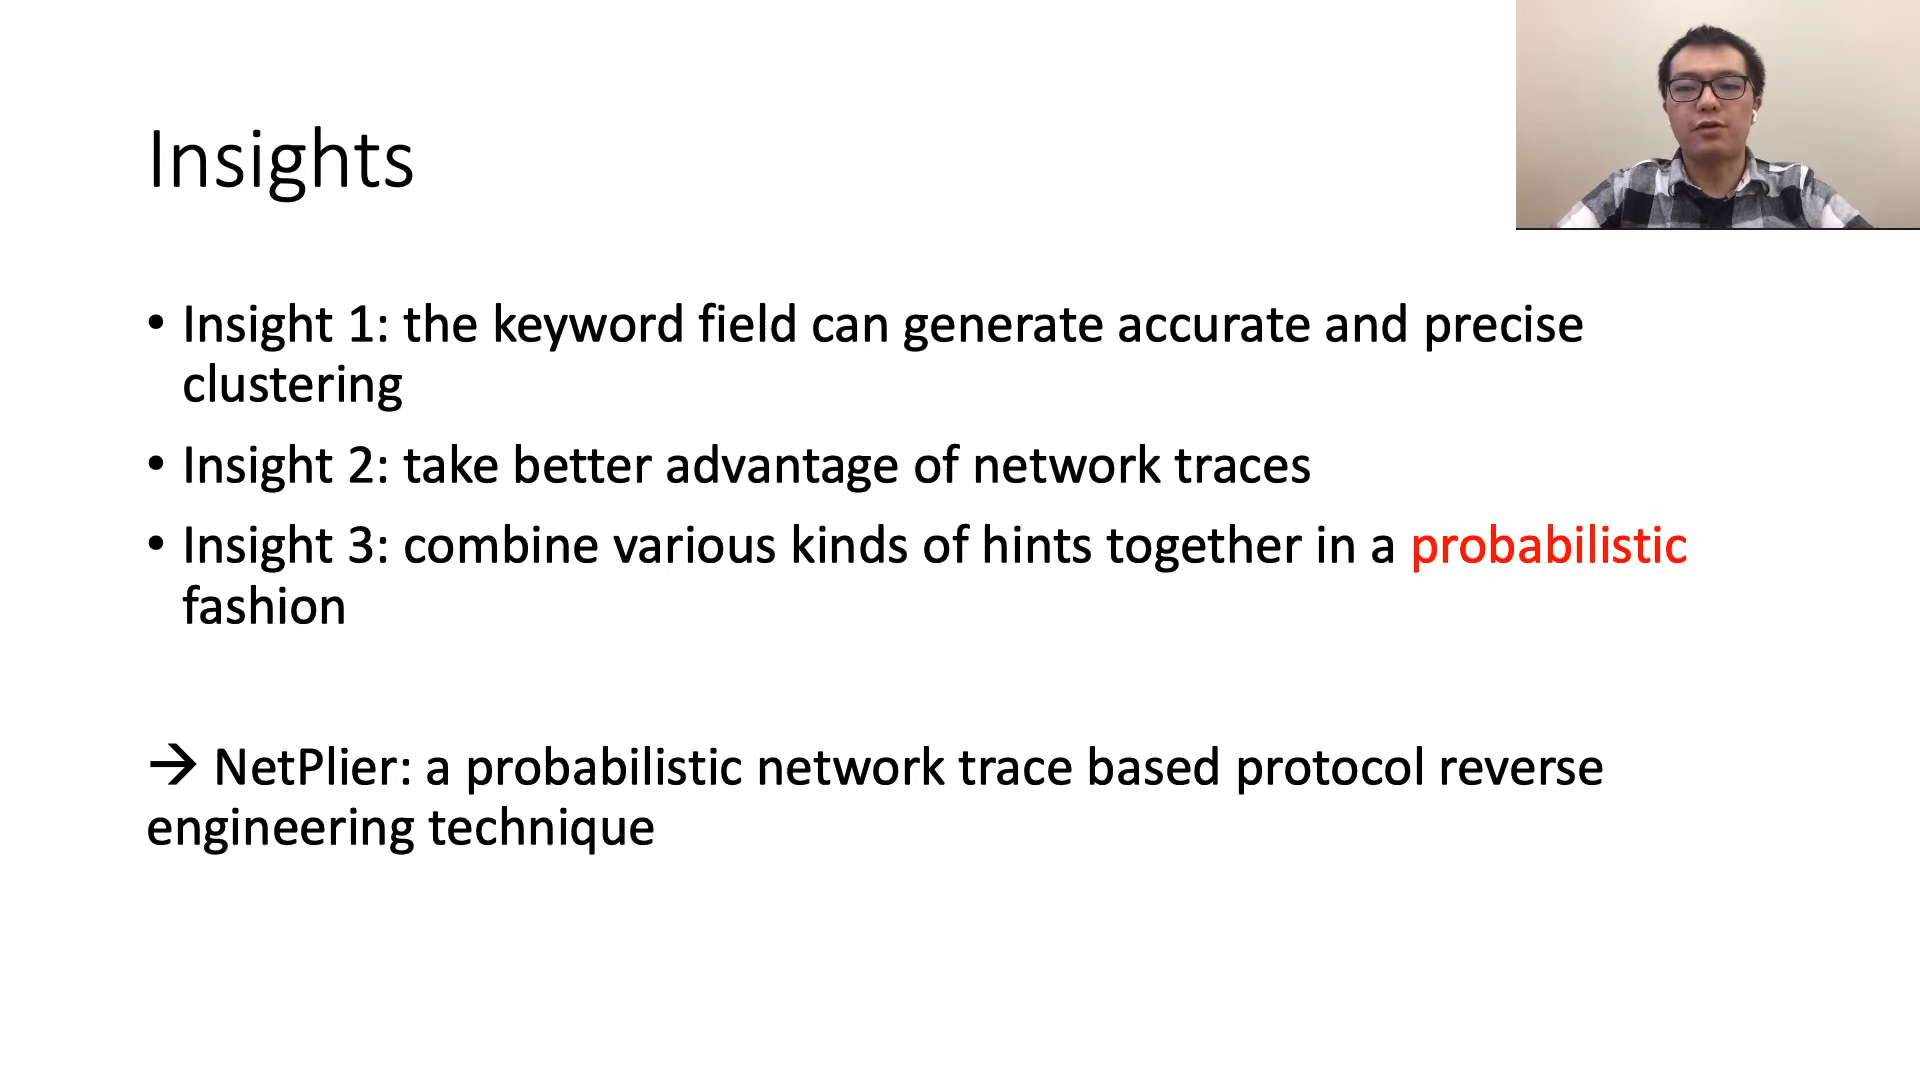 Insights
• Insight 1: the keyword field can generate accurate and precise
clustering
• Insight 2: take better advantage of network traces
• Insight 3: combine various kinds of hints together in a probabilistic
fashion
→ NetPlier: a probabilistic network trace based protocol reverse
engineering technique